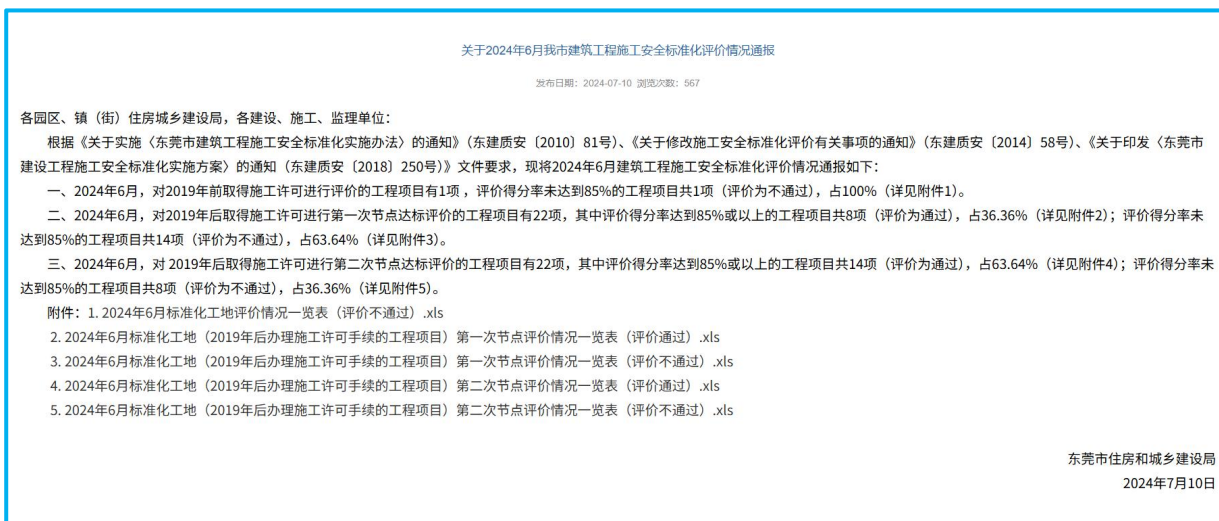 关于2024年6月我市建筑工程施工安全标准化评价情况通报
发布日期：2024-07-10 浏览次数：567
各园区、镇（街）住房城乡建设局，各建设、施工、监理单位：
根据《关于实施〈东莞市建筑工程施工安全标准化实施办法〉的通知》（东建质安〔2010〕81号）、《关于修改施工安全标准化评价有关事项的通知》（东建质安〔2014〕58号）、《关于印发〈东莞市
建设工程施工安全标准化实施方案〉的通知（东建质安〔2018〕250号）》文件要求，现将2024年6月建筑工程施工安全标准化评价情况通报如下：
一、2024年6月，对2019年前取得施工许可进行评价的工程项目有1项 ，评价得分率未达到85%的工程项目共1项（评价为不通过），占100%（详见附件1）。
二、2024年6月，对2019年后取得施工许可进行第一次节点达标评价的工程项目有22项，其中评价得分率达到85%或以上的工程项目共8项（评价为通过），占36.36%（详见附件2）；评价得分率未
达到85%的工程项目共14项（评价为不通过），占63.64%（详见附件3）。
三、2024年6月，对 2019年后取得施工许可进行第二次节点达标评价的工程项目有22项，其中评价得分率达到85%或以上的工程项目共14项（评价为通过），占63.64%（详见附件4）；评价得分率未
达到85%的工程项目共8项（评价为不通过），占36.36%（详见附件5）。
附件：1. 2024年6月标准化工地评价情况一览表（评价不通过）.xls
2. 2024年6月标准化工地（2019年后办理施工许可手续的工程项目）第一次节点评价情况一览表（评价通过）.xls
3. 2024年6月标准化工地（2019年后办理施工许可手续的工程项目）第一次节点评价情况一览表（评价不通过）.xls
4. 2024年6月标准化工地（2019年后办理施工许可手续的工程项目）第二次节点评价情况一览表（评价通过）.xls
5. 2024年6月标准化工地（2019年后办理施工许可手续的工程项目）第二次节点评价情况一览表（评价不通过）.xls
东莞市住房和城乡建设局
2024年7月10日